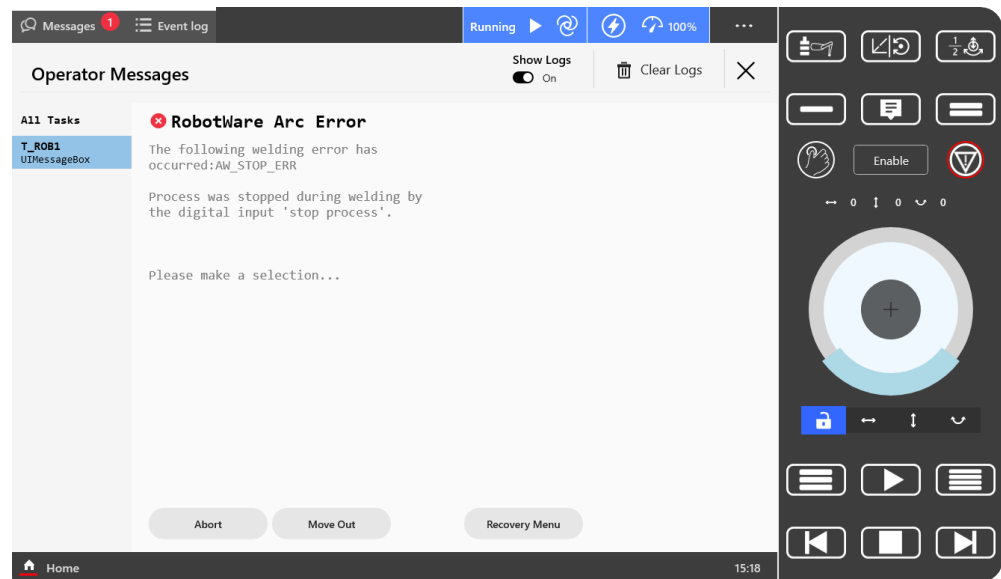 Messages 1 Event log Running 100% ...
Operator Messages Show Logs On Clear Logs
All Tasks
T_ROB1
UIMessageBox
RobotWare Arc Error
The following welding error has
occurred:AW_STOP_ERR
Process was stopped during welding by
the digital input 'stop process'.
Please make a selection...
Abort Move Out Recovery Menu
Home 15:18
1
2
Enable
0 0 0